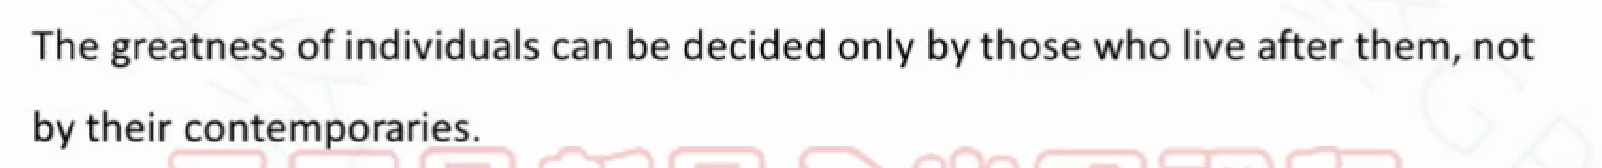 The greatness of individuals can be decided only by those who live after them, not
by their contemporaries.